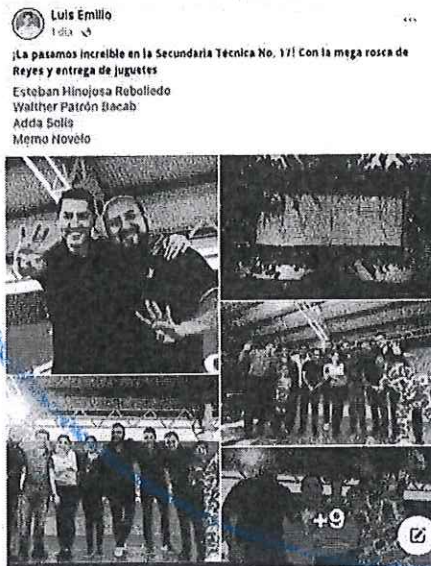 Luis Emilio
1 día
¡La pasamos increíble en la Secundaria Técnica No. 17! Con la mega rosca de
Reyes y entrega de juguetes
Esteban Hinojosa Rebolledo
Walther Patrón Bacab
Adda Solís
Memo Novelo
+9